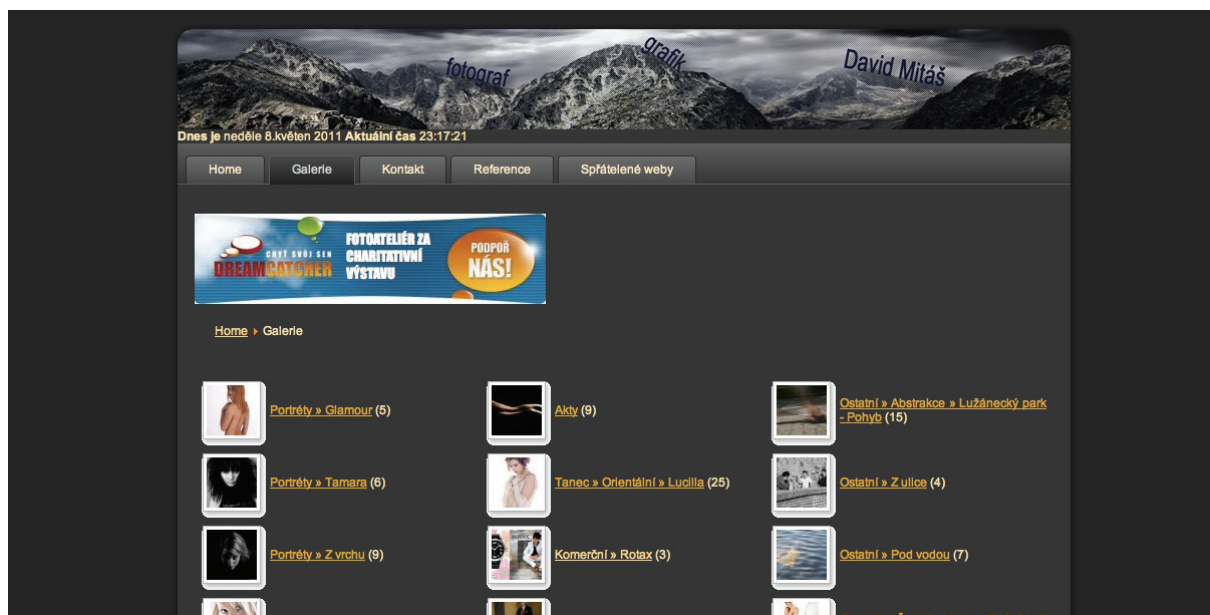 fotograf
grafik
David Mitáš
Dnes je neděle 8.květen 2011 Aktuální čas 23:17:21
Home
Galerie
Kontakt
Reference
Spřátelené weby
CHYŤ SVŮJ SEN
DREAMCATCHER
FOTOATELIÉR ZA
CHARITATIVNÍ
VÝSTAVU
PODPOŘ
NÁS!
Home Galerie
Portréty » Glamour (5)
Akty (9)
Ostatní » Abstrakce » Lužánecký park
- Pohyb (15)
Portréty » Tamara (6)
Tanec » Orientální » Lucilla (25)
Ostatní » Z ulice (4)
Portréty » Z vrchu (9)
Komerční » Rotax (3)
Ostatní » Pod vodou (7)